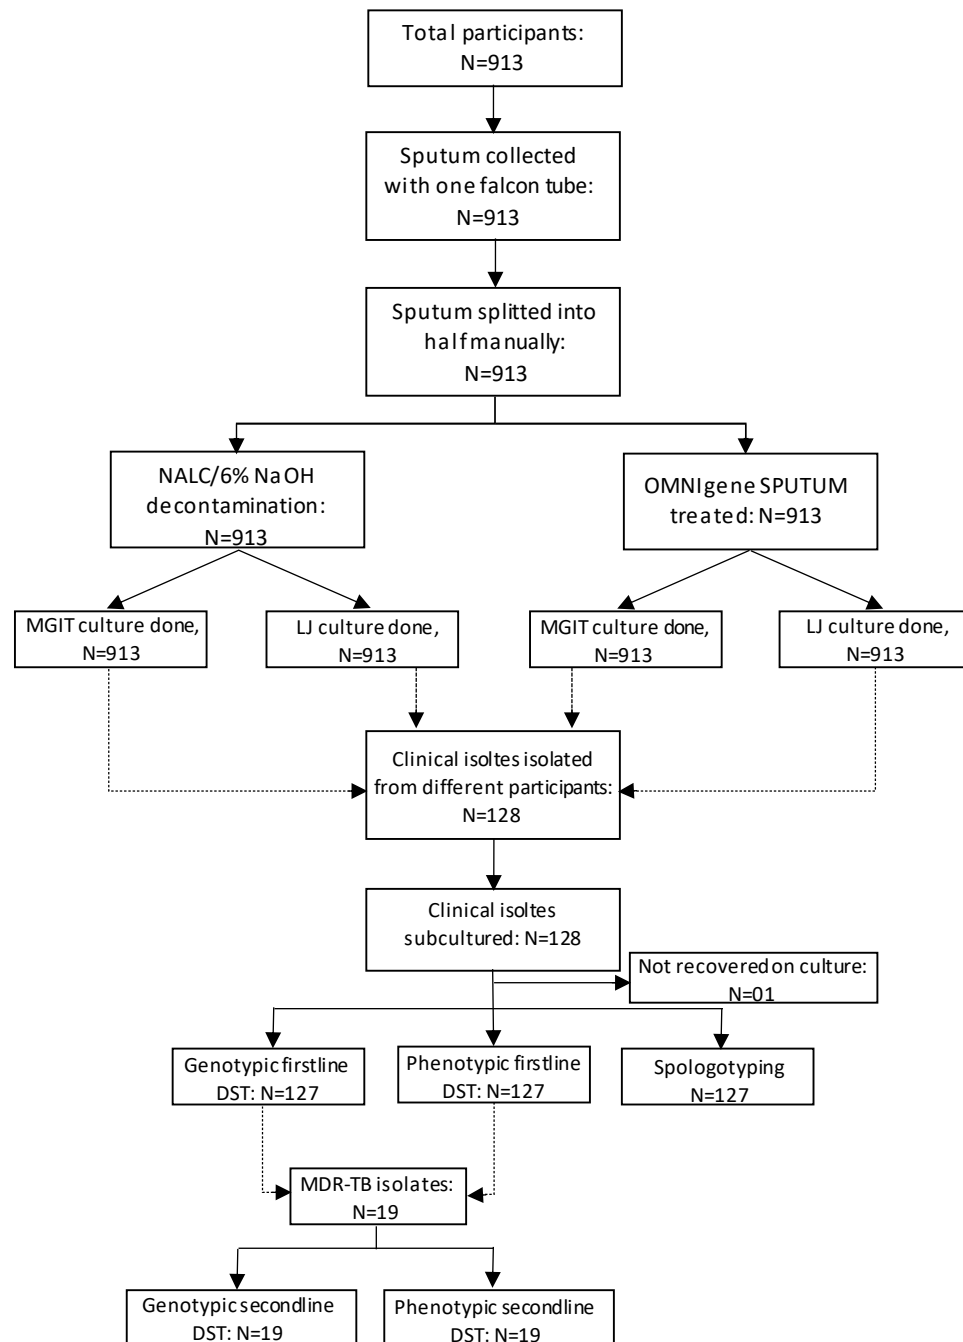 Total participants:
N=913
Sputum collected
with one falcon tube:
N=913
Sputum splitted into
half manually:
N=913
NALC/6% NaOH
decontamination:
N=913
OMNIgene SPUTUM
treated: N=913
MGIT culture done,
N=913
LJ culture done,
N=913
MGIT culture done,
N=913
LJ culture done,
N=913
Clinical isoltes isolated
from different participants:
N=128
Clinical isoltes
subcultured: N=128
Not recovered on culture:
N=01
Genotypic firstline
DST: N=127
Phenotypic firstline
DST: N=127
Spologotyping
N=127
MDR-TB isolates:
N=19
Genotypic secondline
DST: N=19
Phenotypic secondline
DST: N=19